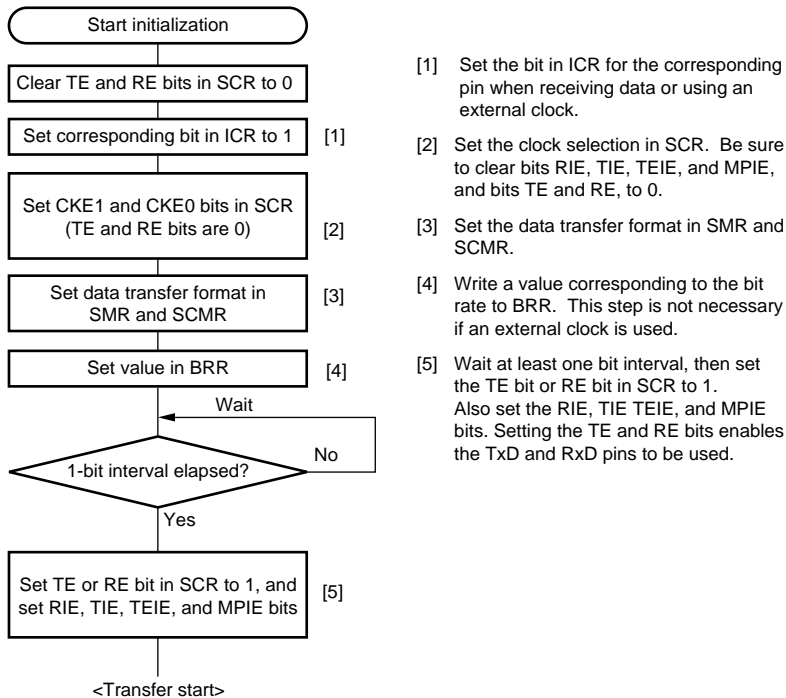 Start initialization
Clear TE and RE bits in SCR to 0
Set corresponding bit in ICR to 1
[1]
Set CKE1 and CKE0 bits in SCR
(TE and RE bits are 0)
[2]
Set data transfer format in
SMR and SCMR
[3]
Set value in BRR
[4]
Wait
1-bit interval elapsed?
No
Yes
Set TE or RE bit in SCR to 1, and
set RIE, TIE, TEIE, and MPIE bits
[5]
<Transfer start>
[1] Set the bit in ICR for the corresponding
pin when receiving data or using an
external clock.
[2] Set the clock selection in SCR. Be sure
to clear bits RIE, TIE, TEIE, and MPIE,
and bits TE and RE, to 0.
[3] Set the data transfer format in SMR and
SCMR.
[4] Write a value corresponding to the bit
rate to BRR. This step is not necessary
if an external clock is used.
[5] Wait at least one bit interval, then set
the TE bit or RE bit in SCR to 1.
Also set the RIE, TIE TEIE, and MPIE
bits. Setting the TE and RE bits enables
the TxD and RxD pins to be used.